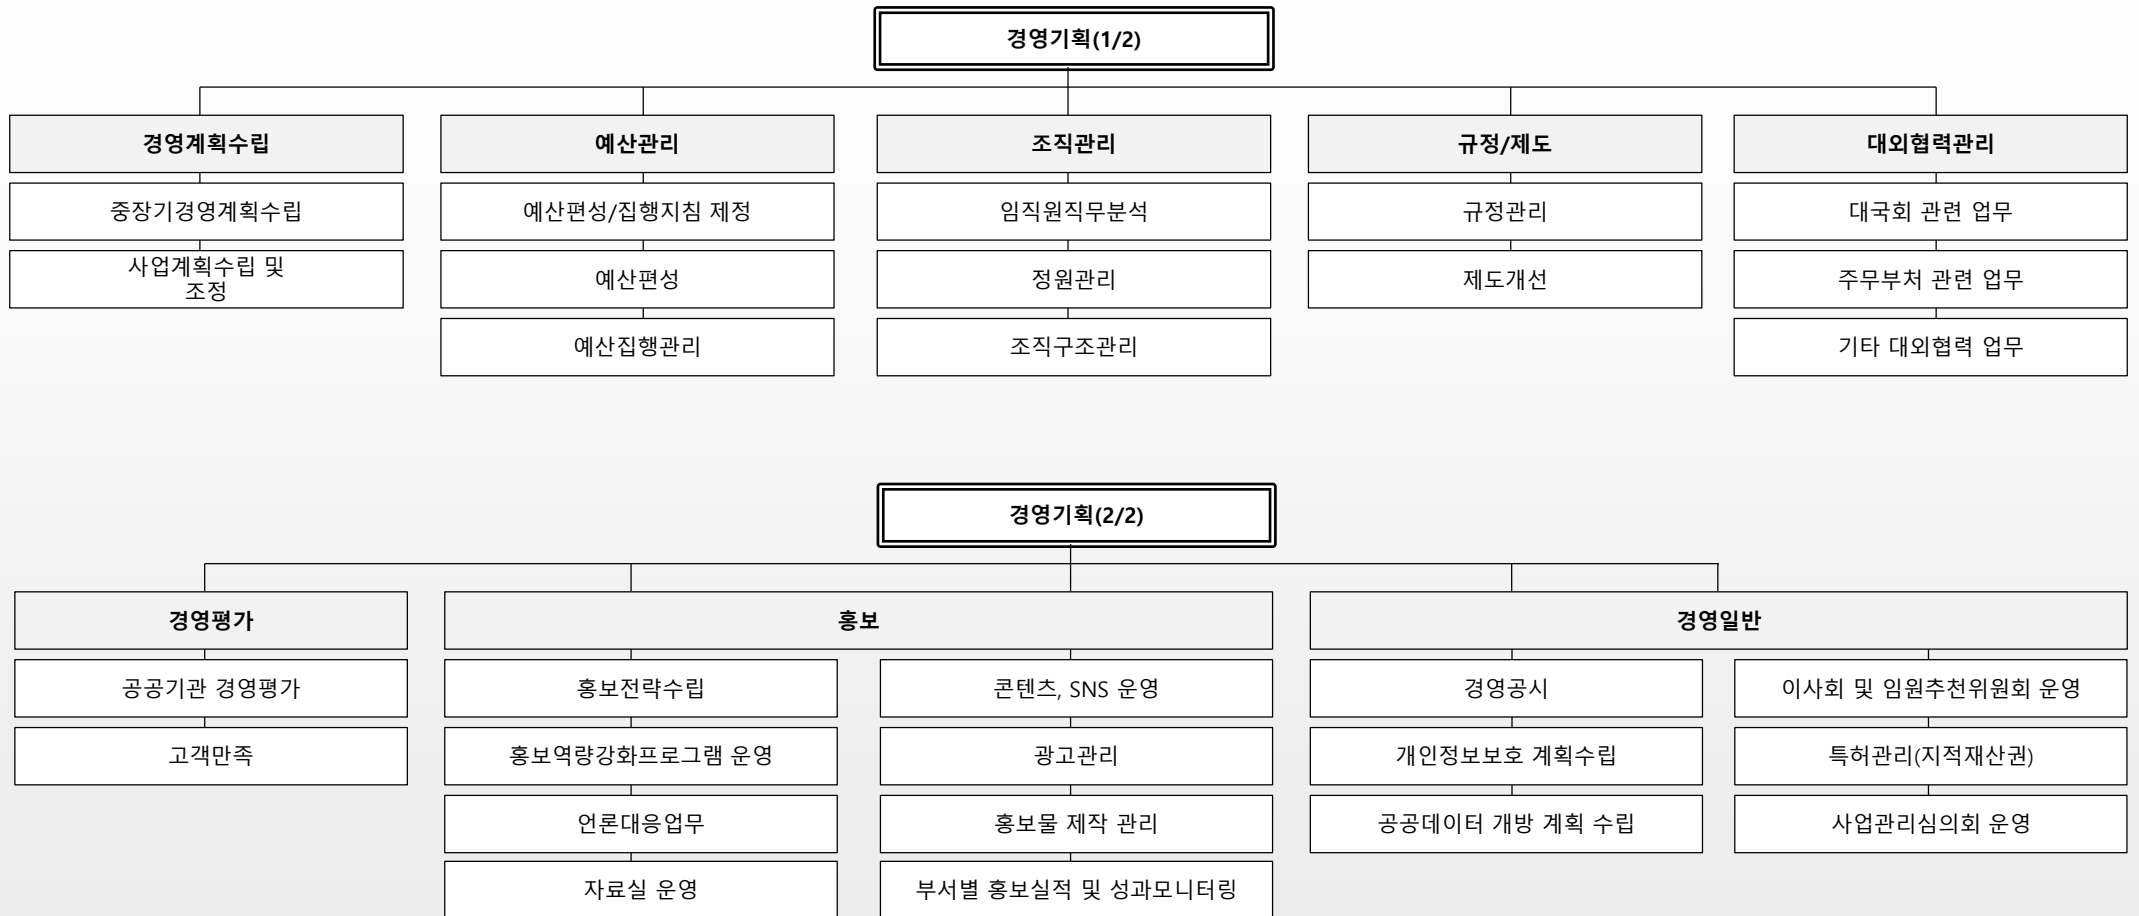 경영기획(1/2)
경영계획수립
예산관리
조직관리
규정/제도
대외협력관리
중장기경영계획수립
예산편성/집행지침 제정
임직원직무분석
규정관리
대국회 관련 업무
사업계획수립 및
조정
예산편성
정원관리
제도개선
주무부처 관련 업무
예산집행관리
조직구조관리
기타 대외협력 업무
경영기획(2/2)
경영평가
홍보
경영일반
공공기관 경영평가
홍보전략수립
콘텐츠, SNS 운영
경영공시
이사회 및 임원추천위원회 운영
고객만족
홍보역량강화프로그램 운영
광고관리
개인정보보호 계획수립
특허관리(지적재산권)
언론대응업무
홍보물 제작 관리
공공데이터 개방 계획 수립
사업관리심의회 운영
자료실 운영
부서별 홍보실적 및 성과모니터링